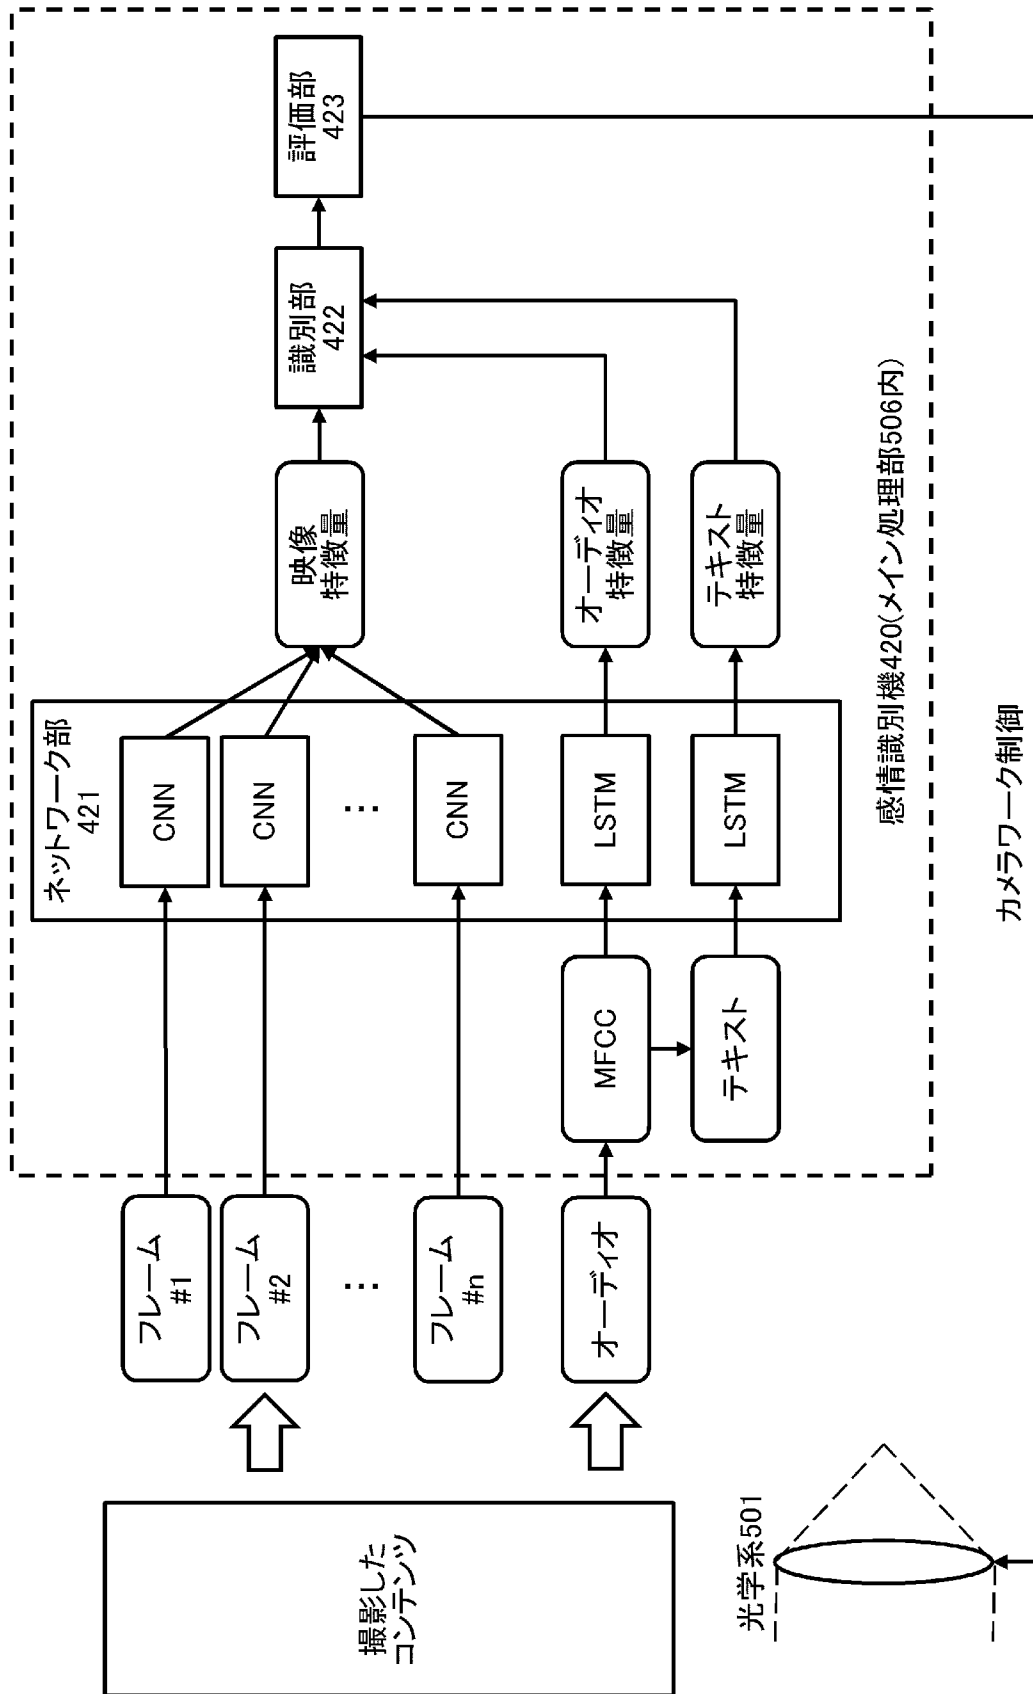 撮影した
コンテンツ
フレーム
#1
フレーム
#2
…
フレーム
#n
オーディオ
MFCC
テキスト
ネットワーク部
421
CNN
CNN
…
CNN
LSTM
LSTM
映像
特徴量
オーディオ
特徴量
テキスト
特徴量
識別部
422
評価部
423
感情識別機420(メイン処理部506内)
光学系501
カメラワーク制御